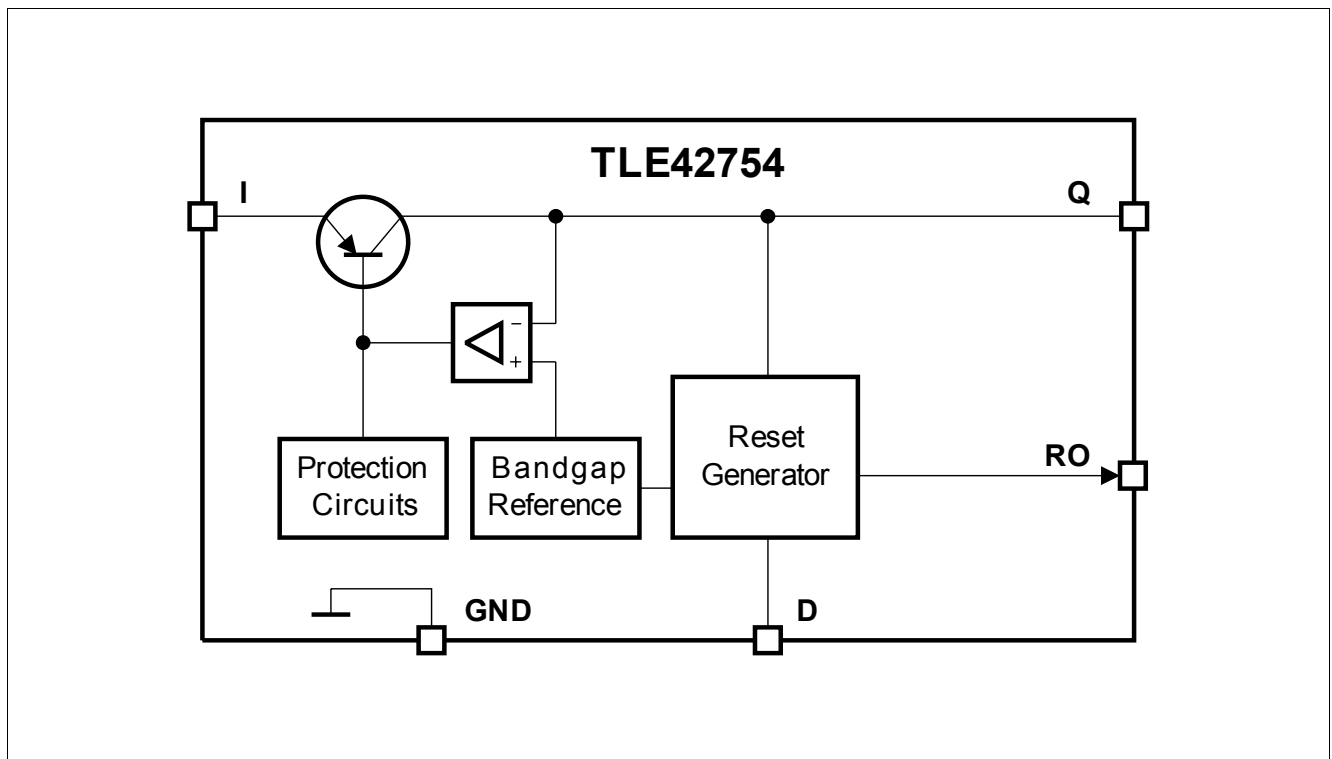 TLE42754
I
Q
-
+
Protection
Circuits
Bandgap
Reference
Reset
Generator
RO
GND
D